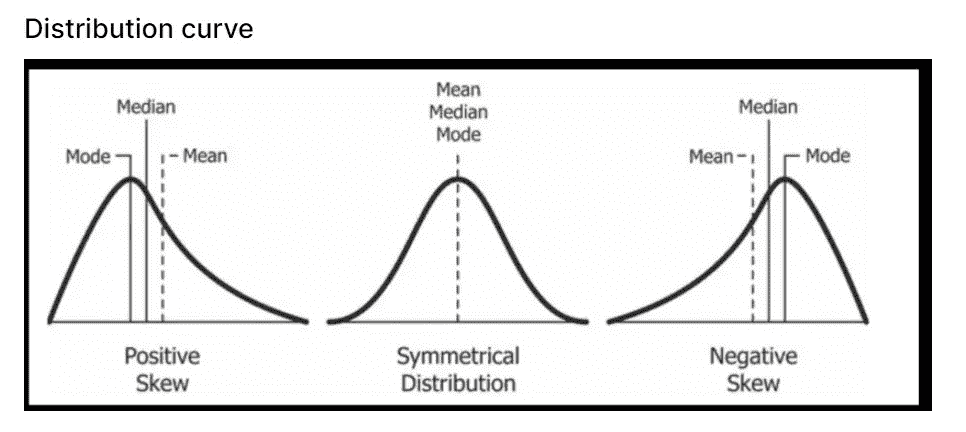 Distribution curve
Median
Mode
Mean
Positive
Skew
Mean
Median
Mode
Symmetrical
Distribution
Median
Mean
Mode
Negative
Skew